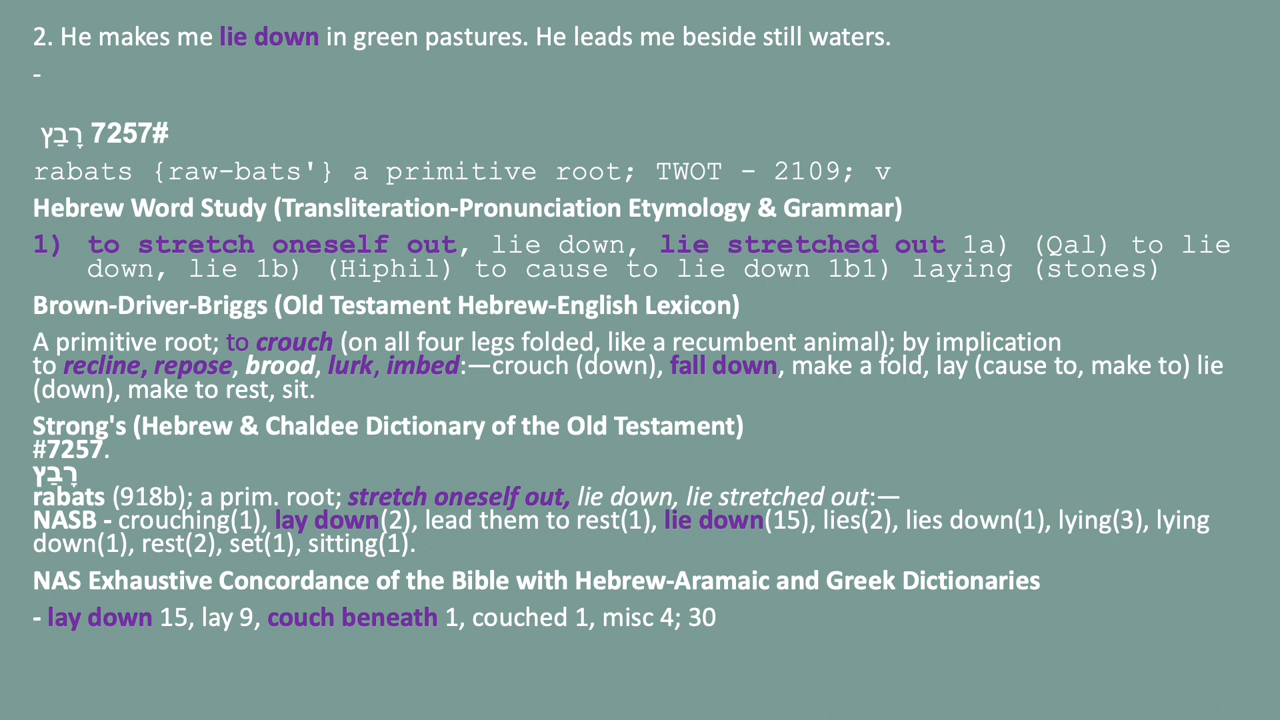 2. He makes me lie down in green pastures. He leads me beside still waters.
-
רָבַץ 7257#
rabats {raw-bats'} a primitive root; TWOT - 2109; v
Hebrew Word Study (Transliteration-Pronunciation Etymology & Grammar)
1) to stretch oneself out, lie down, lie stretched out 1a) (Qal) to lie
down, lie 1b) (Hiphil) to cause to lie down 1b1) laying (stones)
Brown-Driver-Briggs (Old Testament Hebrew-English Lexicon)
A primitive root; to crouch (on all four legs folded, like a recumbent animal); by implication
to recline, repose, brood, lurk, imbed:—crouch (down), fall down, make a fold, lay (cause to, make to) lie
(down), make to rest, sit.
Strong's (Hebrew & Chaldee Dictionary of the Old Testament)
#7257.
רָבַץ
rabats (918b); a prim. root; stretch oneself out, lie down, lie stretched out:—
NASB - crouching(1), lay down(2), lead them to rest(1), lie down(15), lies(2), lies down(1), lying(3), lying
down(1), rest(2), set(1), sitting(1).
NAS Exhaustive Concordance of the Bible with Hebrew-Aramaic and Greek Dictionaries
- lay down 15, lay 9, couch beneath 1, couched 1, misc 4; 30